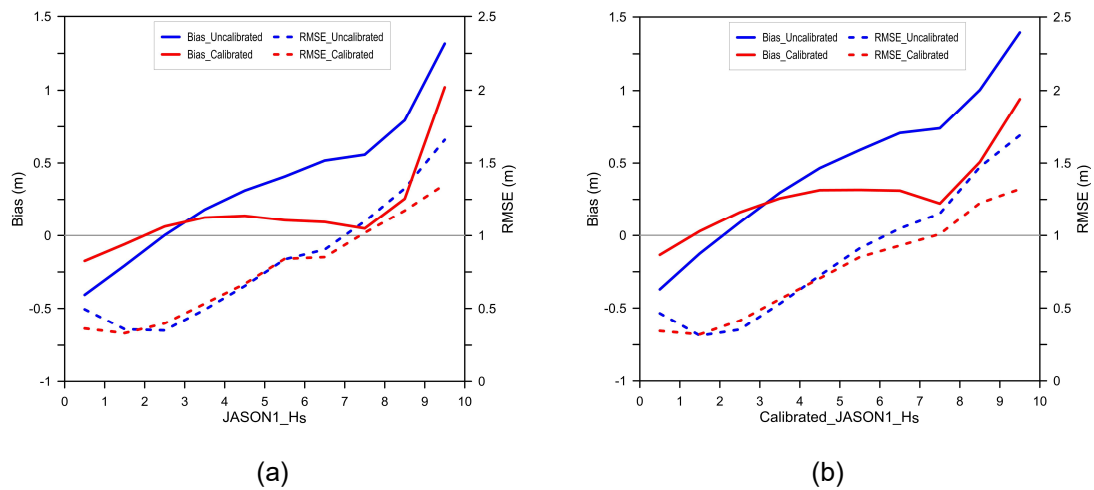 1.5
1
0.5
0
-0.5
-1
Bias (m)
2.5
2
1.5
1
0.5
0
RMSE (m)
Bias_Uncalibrated RMSE_Uncalibrated
Bias_Calibrated RMSE_Calibrated
0 1 2 3 4 5 6 7 8 9 10
JASON1_Hs
(a)
1.5
1
0.5
0
-0.5
-1
Bias (m)
2.5
2
1.5
1
0.5
0
RMSE (m)
Bias_Uncalibrated RMSE_Uncalibrated
Bias_Calibrated RMSE_Calibrated
0 1 2 3 4 5 6 7 8 9 10
Calibrated_JASON1_Hs
(b)